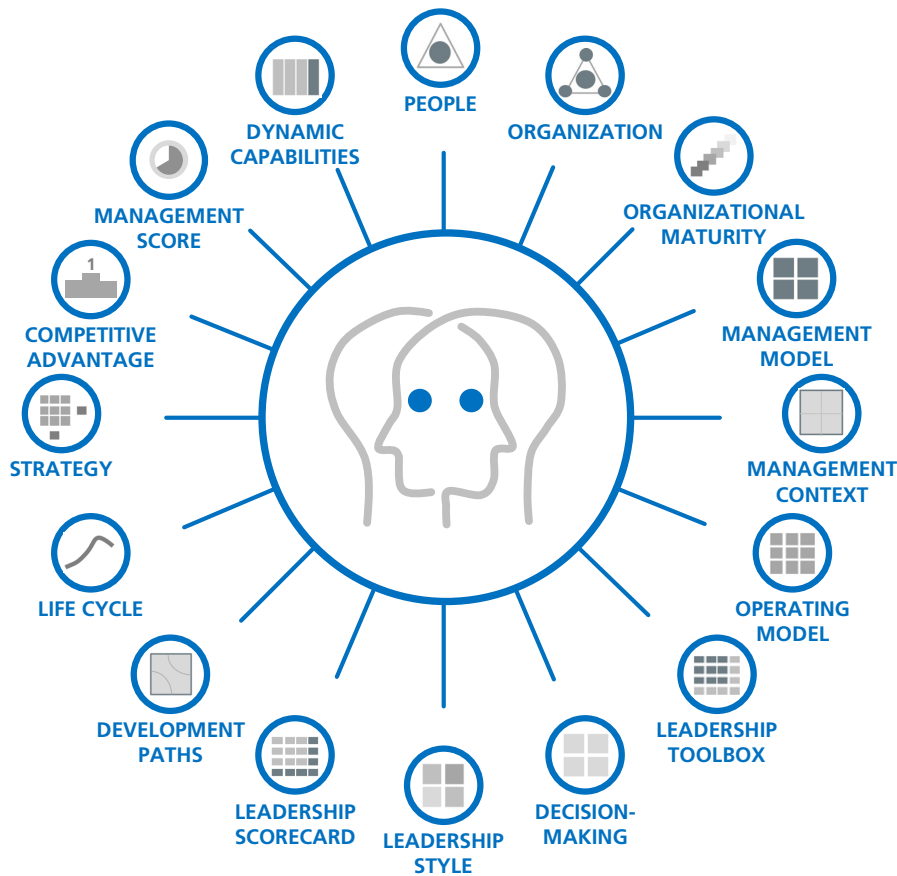 PEOPLE
ORGANIZATION
ORGANIZATIONAL
MATURITY
MANAGEMENT
MODEL
MANAGEMENT
CONTEXT
OPERATING
MODEL
LEADERSHIP
TOOLBOX
DECISION-
MAKING
LEADERSHIP
STYLE
LEADERSHIP
SCORECARD
DEVELOPMENT
PATHS
LIFE CYCLE
STRATEGY
1
COMPETITIVE
ADVANTAGE
MANAGEMENT
SCORE
DYNAMIC
CAPABILITIES